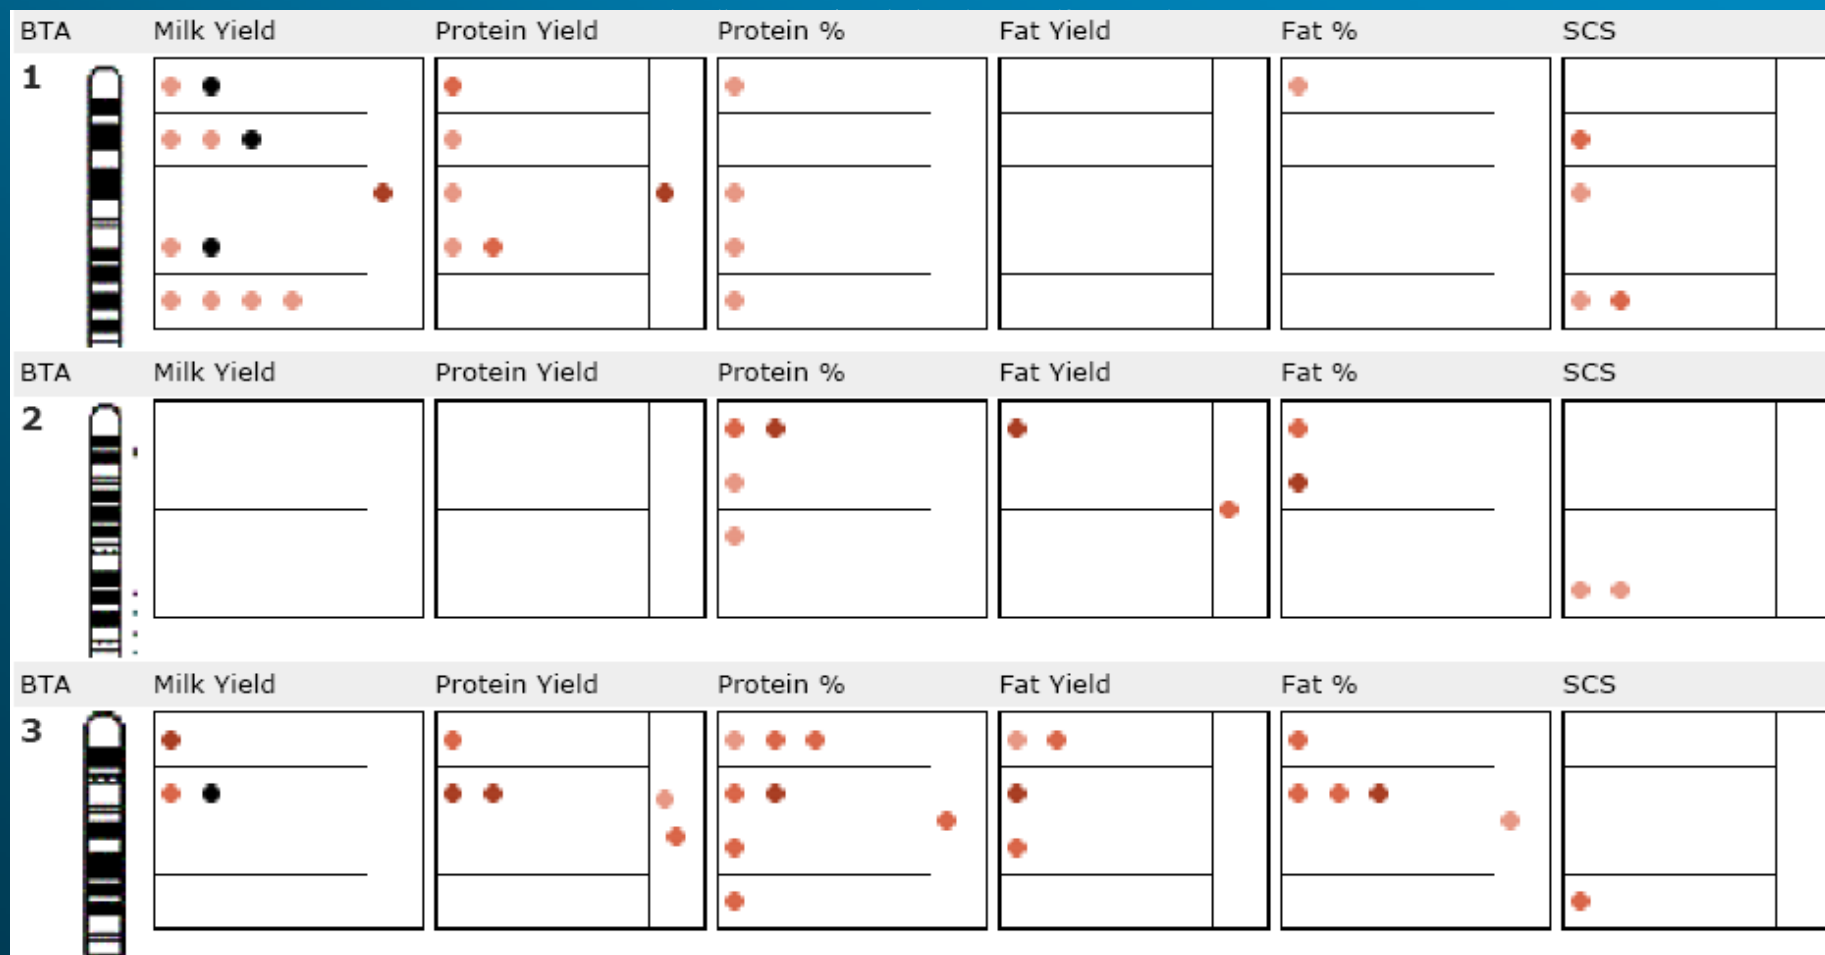 BTA Milk Yield Protein Yield Protein % Fat Yield Fat % SCS
1
BTA Milk Yield Protein Yield Protein % Fat Yield Fat % SCS
2
BTA Milk Yield Protein Yield Protein % Fat Yield Fat % SCS
3